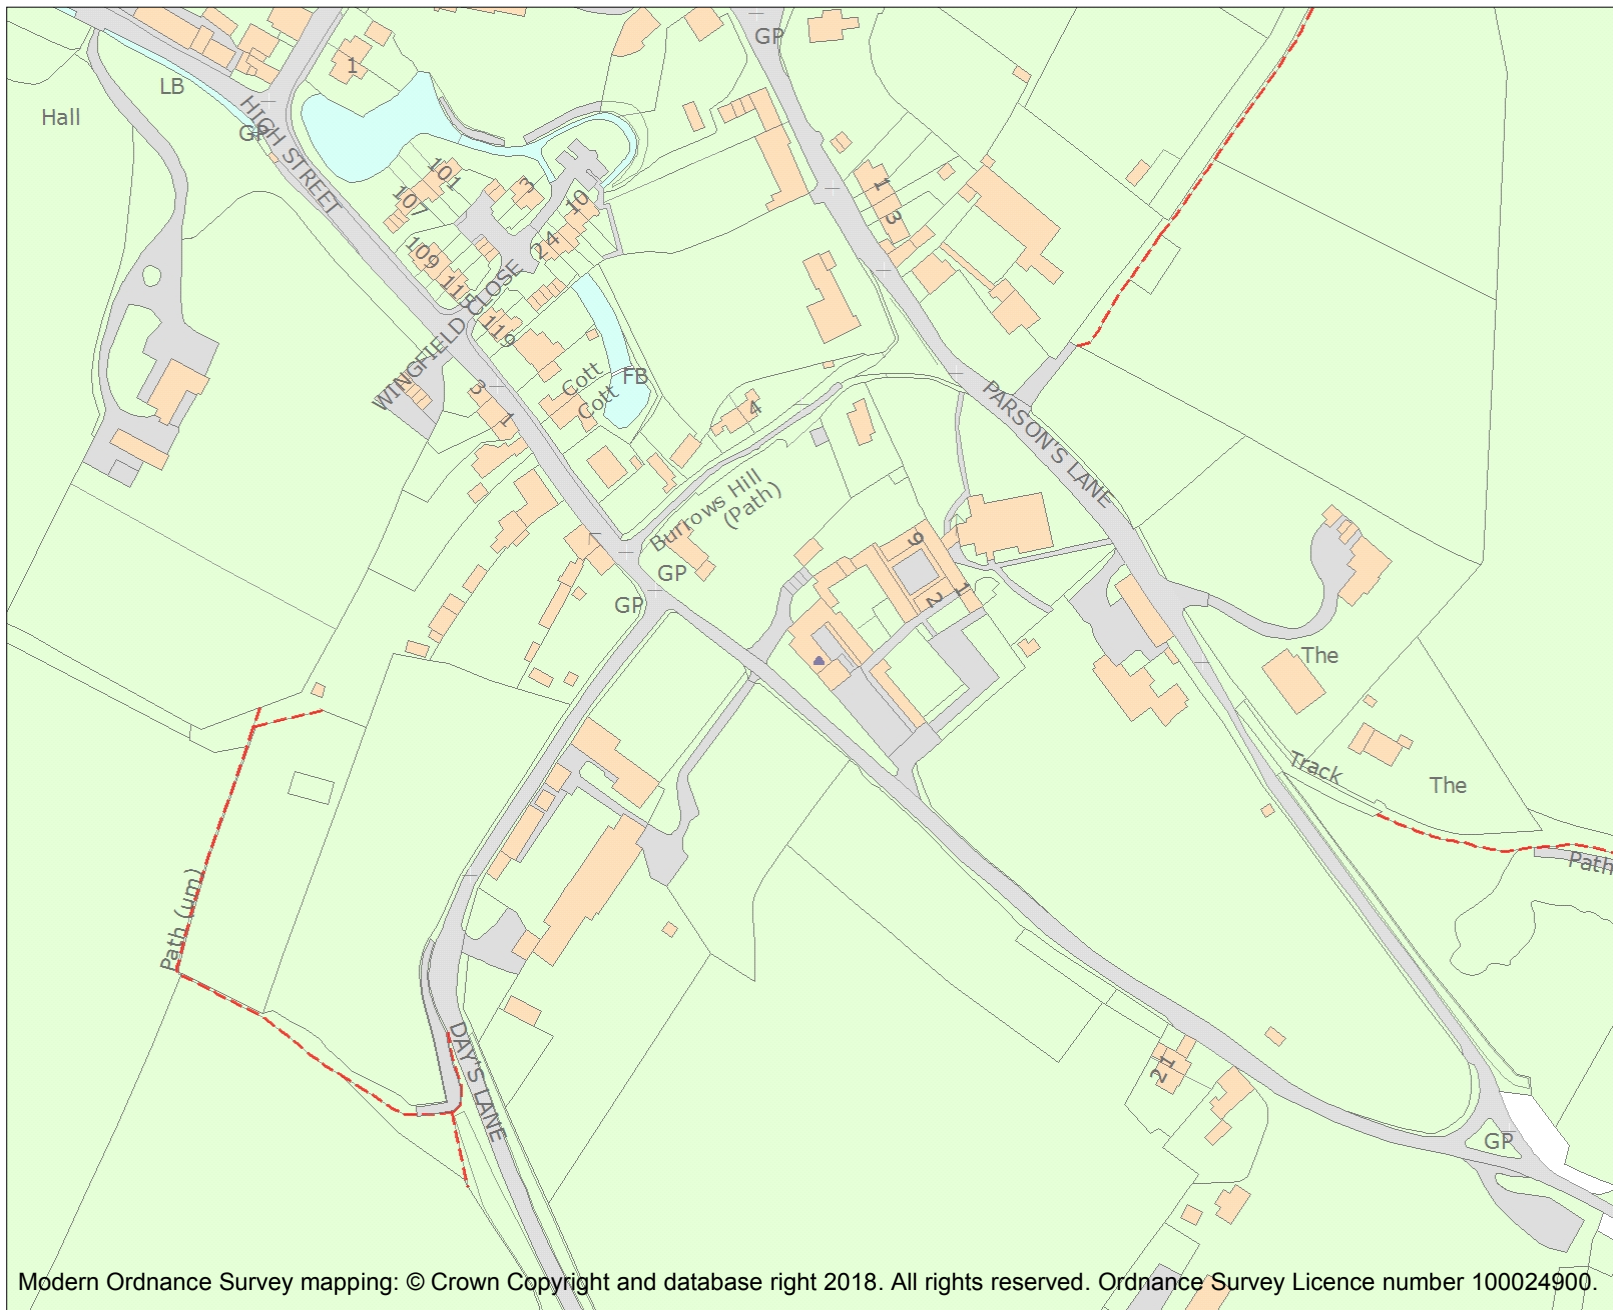 GP
1
LB
Hall
HIGH STREET
GP
101
3
1
107
10
3
109
24
115
WINGFIELD CLOSE
119
Cott
FB
Cott
3
1
4
PARSON'S LANE
Burrows Hill
(Path)
9
GP
1
2
GP
The
Track
The
Path
Path (um)
DAY'S LANE
1
2
GP
Modern Ordnance Survey mapping: © Crown Copyright and database right 2018. All rights reserved. Ordnance Survey Licence number 100024900.